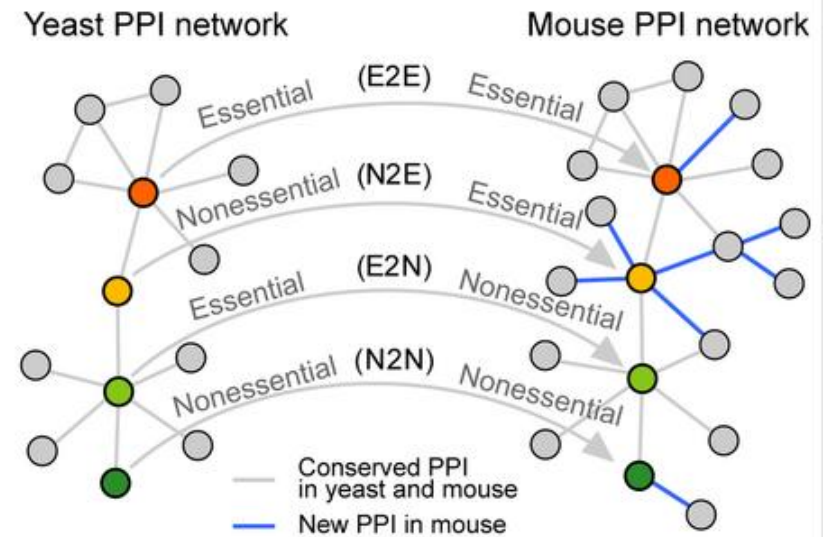 Yeast PPI network
Mouse PPI network
Essential (E2E) Essential
Nonessential (N2E) Essential
Essential (E2N) Nonessential
Nonessential (N2N) Nonessential
Conserved PPI
in yeast and mouse
New PPI in mouse